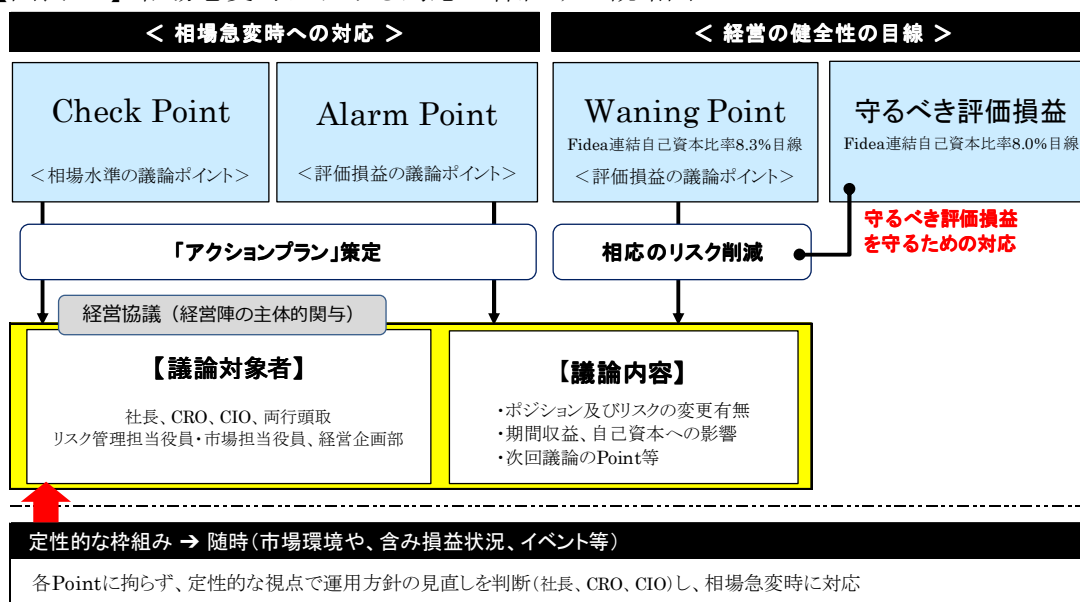 < 相場急変時への対応 >
< 経営の健全性の目線 >
Check Point
<相場水準の議論ポイント>
Alarm Point
<評価損益の議論ポイント>
Waning Point
Fidea連結自己資本比率8.3%目線
<評価損益の議論ポイント>
守るべき評価損益
Fidea連結自己資本比率8.0%目線
守るべき評価損益
を守るための対応
「アクションプラン」策定
相応のリスク削減
経営協議（経営陣の主体的関与）
【議論対象者】
社長、CRO、CIO、両行頭取
リスク管理担当役員・市場担当役員、経営企画部
【議論内容】
・ポジション及びリスクの変更有無
・期間収益、自己資本への影響
・次回議論のPoint等
定性的な枠組み ➔ 随時(市場環境や、含み損益状況、イベント等)
各Pointに拘らず、定性的な視点で運用方針の見直しを判断(社長、CRO、CIO)し、相場急変時に対応